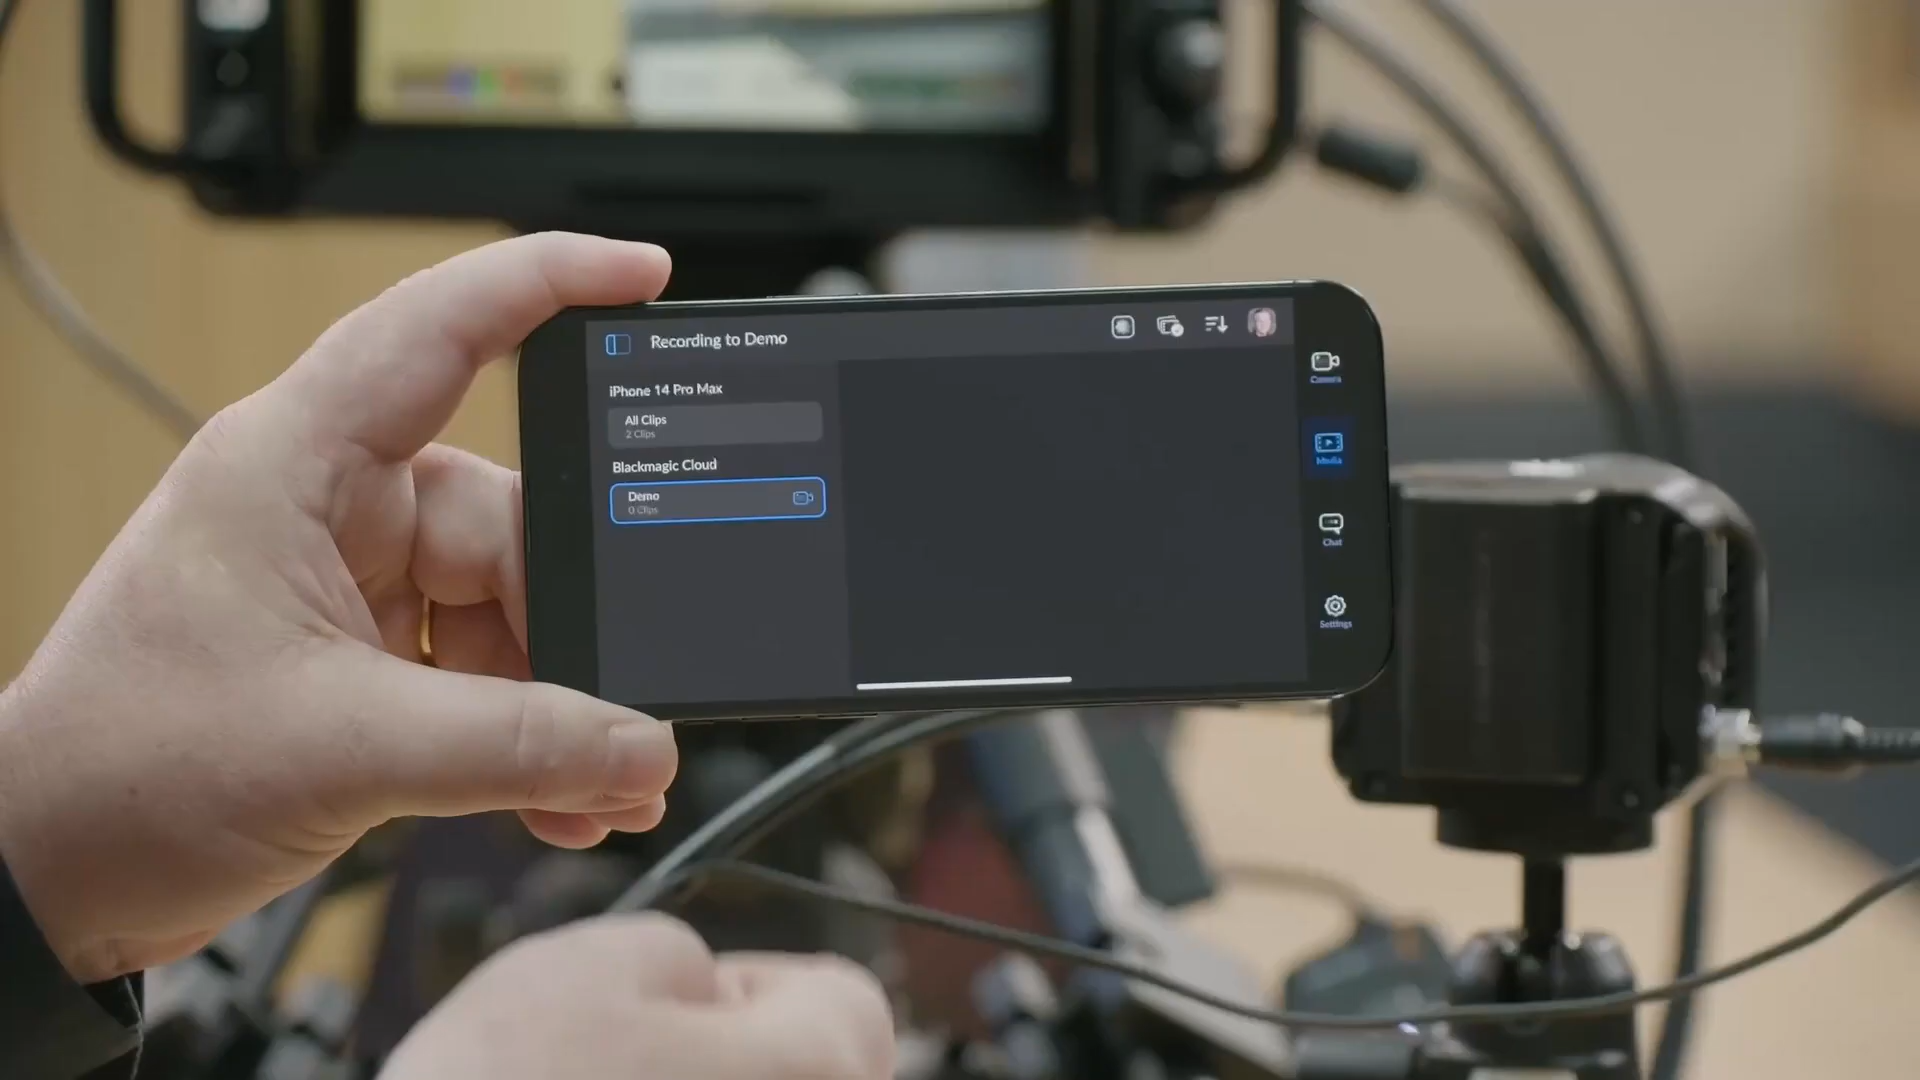 Recording to Demo
iPhone 14 Pro Max
All Clips
2 Clips
Blackmagic Cloud
Demo
0 Clips
Camera
Media
Chat
Settings